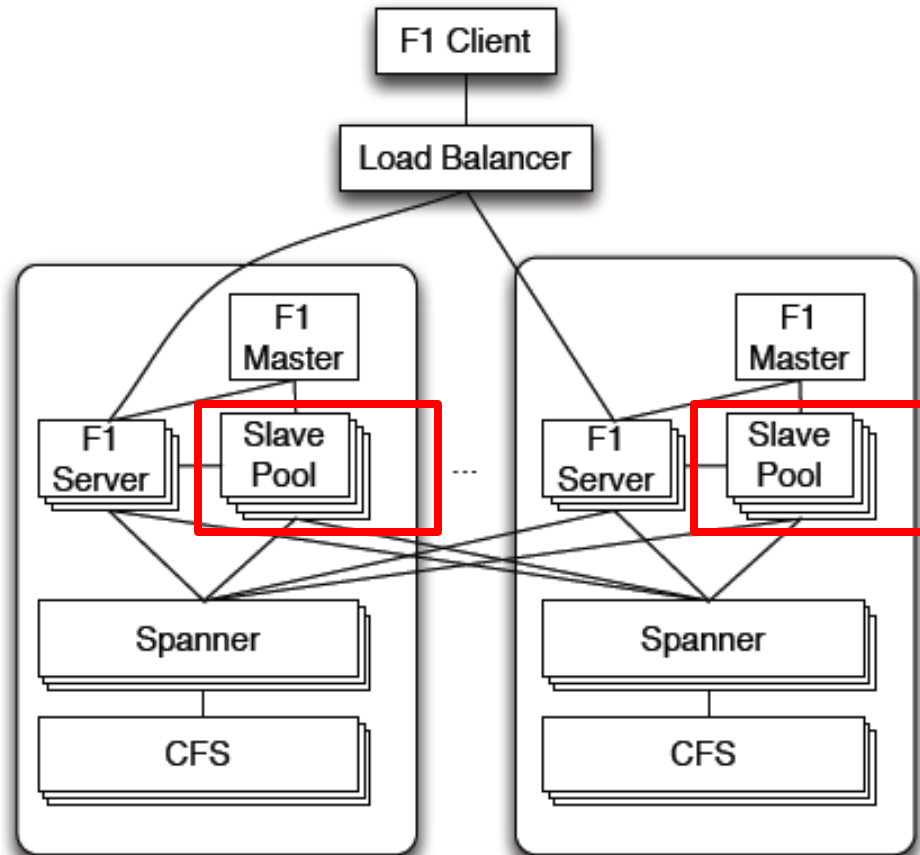 F1 Client
Load Balancer
F1
Master
F1
Server
Slave
Pool
Spanner
CFS
...
F1
Master
F1
Server
Slave
Pool
Spanner
CFS